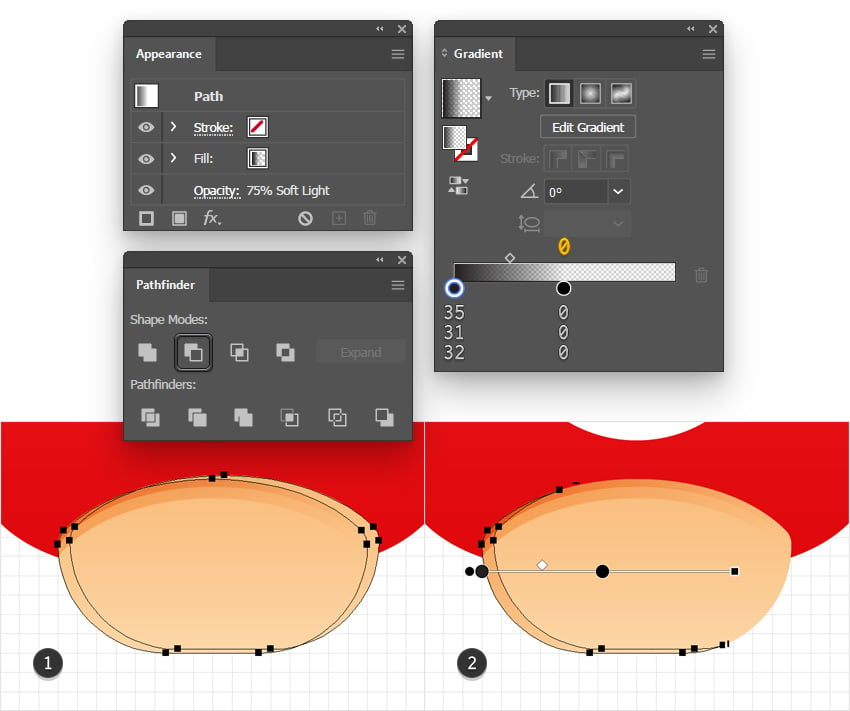 Appearance
Path
Stroke:
Fill:
Opacity: 75% Soft Light
fx.
Pathfinder
Shape Modes:
Expand
Pathfinders:
Gradient
Type:
Edit Gradient
Stroke:
0°
0
35 0
31 0
32 0
1
2